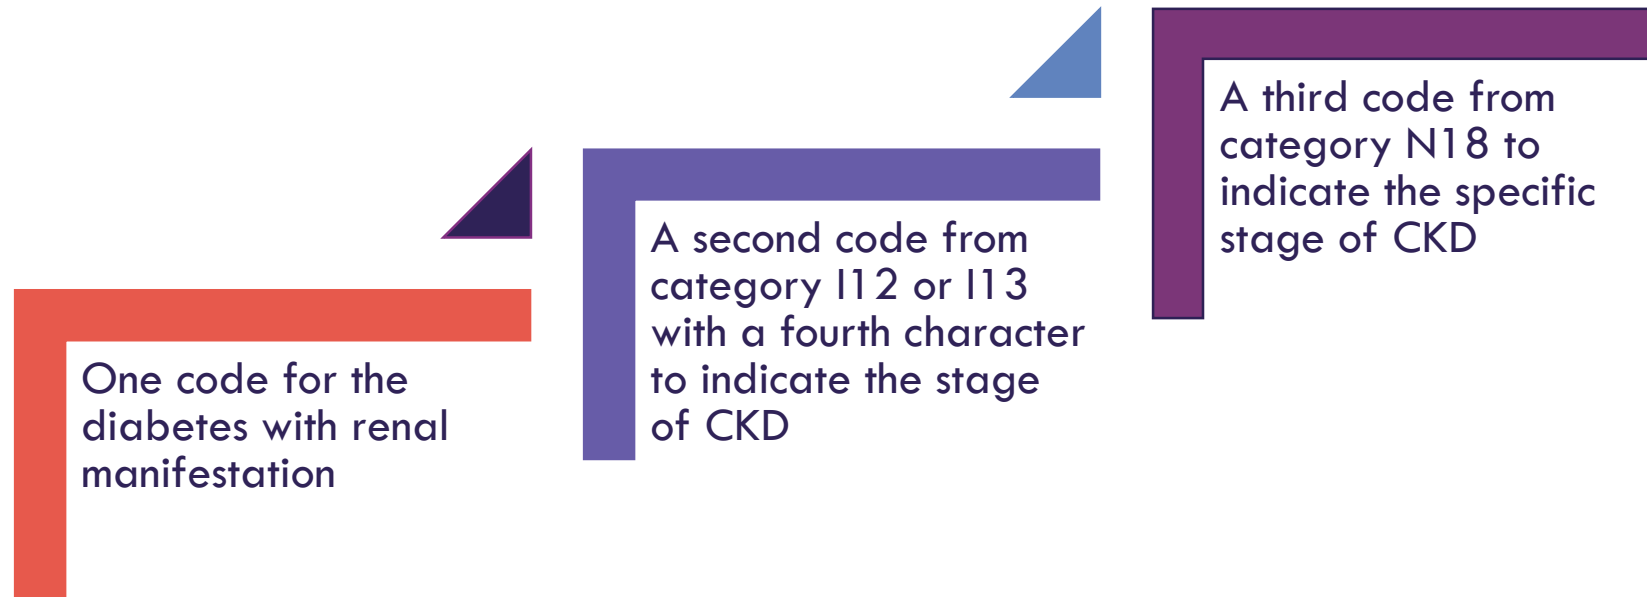 One code for the
diabetes with renal
manifestation
A second code from
category I12 or I13
with a fourth character
to indicate the stage
of CKD
A third code from
category N18 to
indicate the specific
stage of CKD